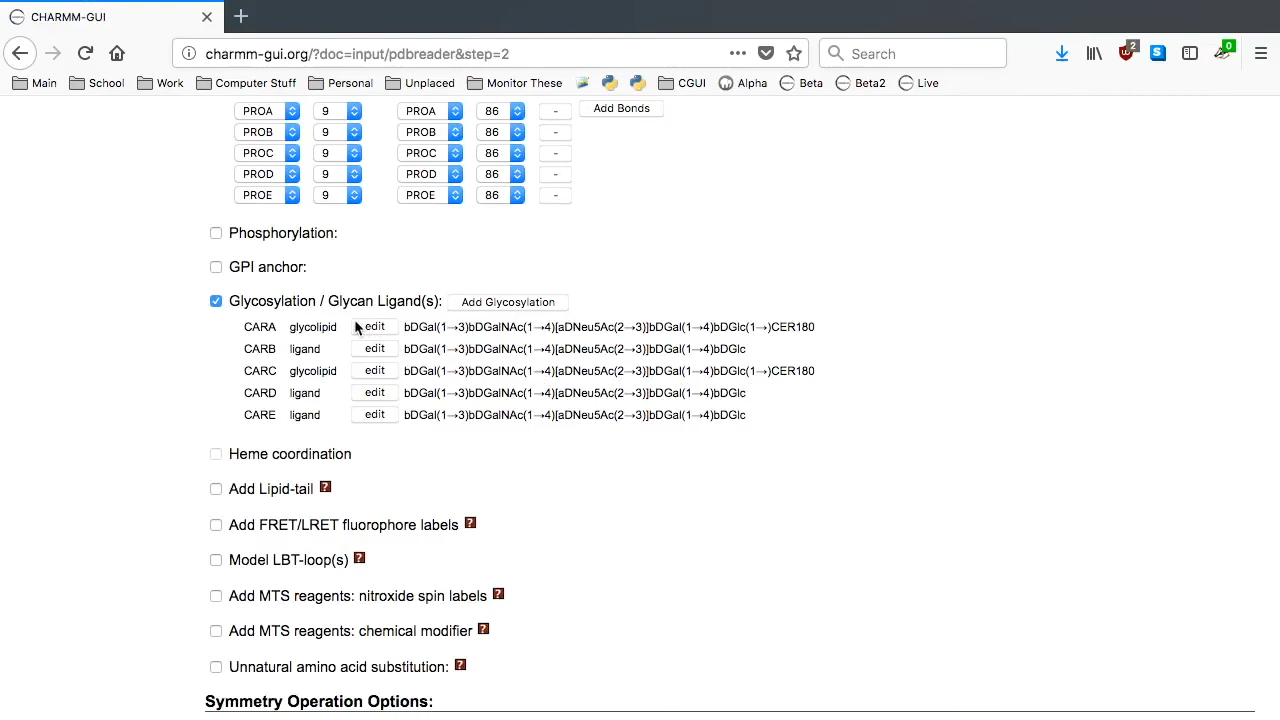 CHARMM-GUI
charmm-gui.org/?doc=input/pdbreader&step=2
Search
2
S
0
Main School Work Computer Stuff Personal Unplaced Monitor These CGUI Alpha Beta Beta2 Live
PROA 9 PROA 86 - Add Bonds
PROB 9 PROB 86 -
PROC 9 PROC 86 -
PROD 9 PROD 86 -
PROE 9 PROE 86 -
Phosphorylation:
GPI anchor:
Glycosylation / Glycan Ligand(s): Add Glycosylation
CARA glycolipid edit bDGal(1→3)bDGalNAc(1→4)[aDNeu5Ac(2→3)]bDGal(1→4)bDGlc(1→)CER180
CARB ligand edit bDGal(1→3)bDGalNAc(1→4)[aDNeu5Ac(2→3)]bDGal(1→4)bDGlc
CARC glycolipid edit bDGal(1→3)bDGalNAc(1→4)[aDNeu5Ac(2→3)]bDGal(1→4)bDGlc(1→)CER180
CARD ligand edit bDGal(1→3)bDGalNAc(1→4)[aDNeu5Ac(2→3)]bDGal(1→4)bDGlc
CARE ligand edit bDGal(1→3)bDGalNAc(1→4)[aDNeu5Ac(2→3)]bDGal(1→4)bDGlc
Heme coordination
Add Lipid-tail ?
Add FRET/LRET fluorophore labels ?
Model LBT-loop(s) ?
Add MTS reagents: nitroxide spin labels ?
Add MTS reagents: chemical modifier ?
Unnatural amino acid substitution: ?
Symmetry Operation Options: